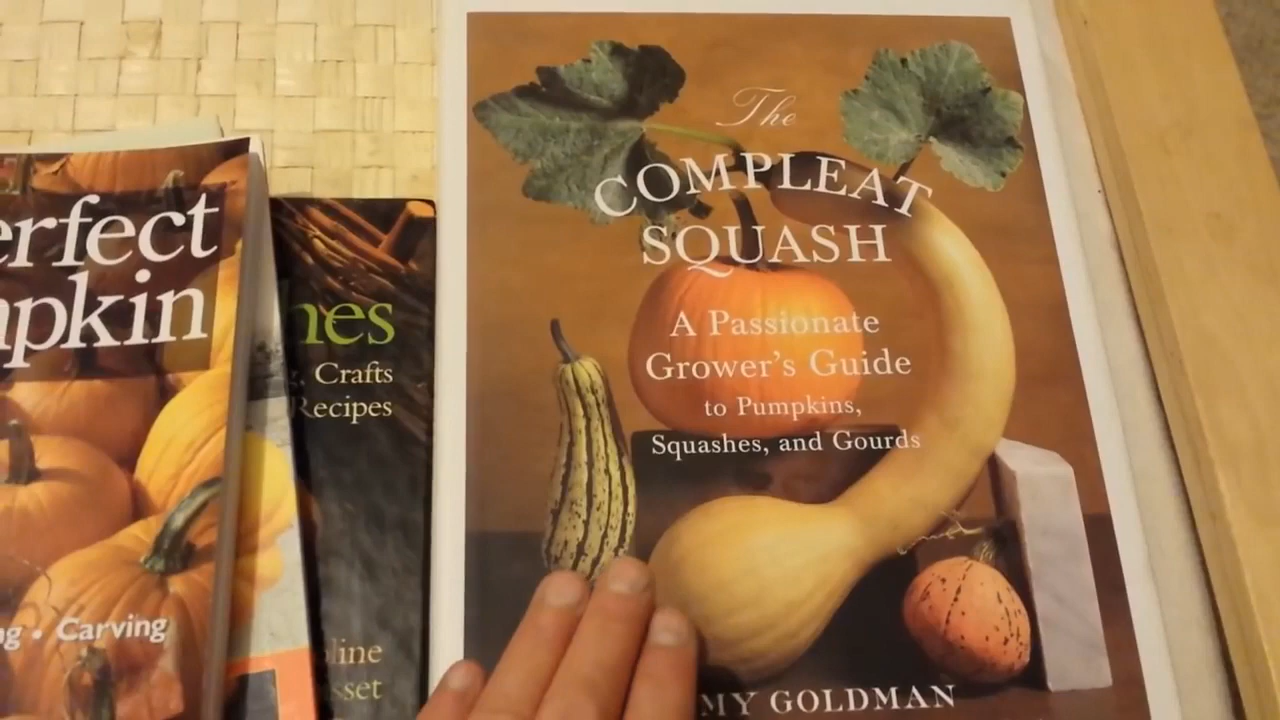 erfect
mpkin
ng • Carving
nes
Crafts
Recipes
line
sset
The
COMPLEAT
SQUASH
A Passionate
Grower's Guide
to Pumpkins,
Squashes, and Gourds
MY GOLDMAN